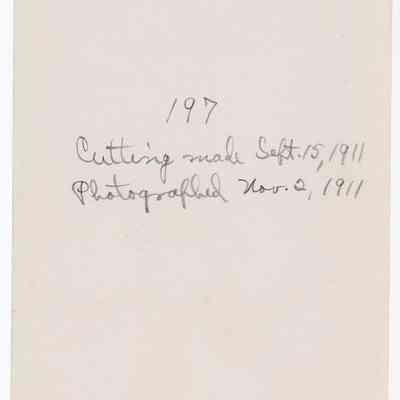 197
Cutting made Sept. 15, 1911
Photographed Nov. 2, 1911